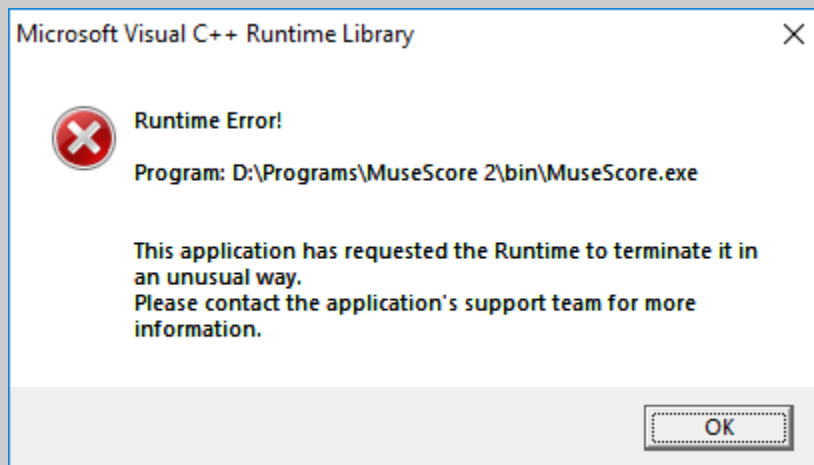 Microsoft Visual C++ Runtime Library
Runtime Error!
Program: D:\Programs\MuseScore 2\bin\MuseScore.exe
This application has requested the Runtime to terminate it in
an unusual way.
Please contact the application's support team for more
information.
OK